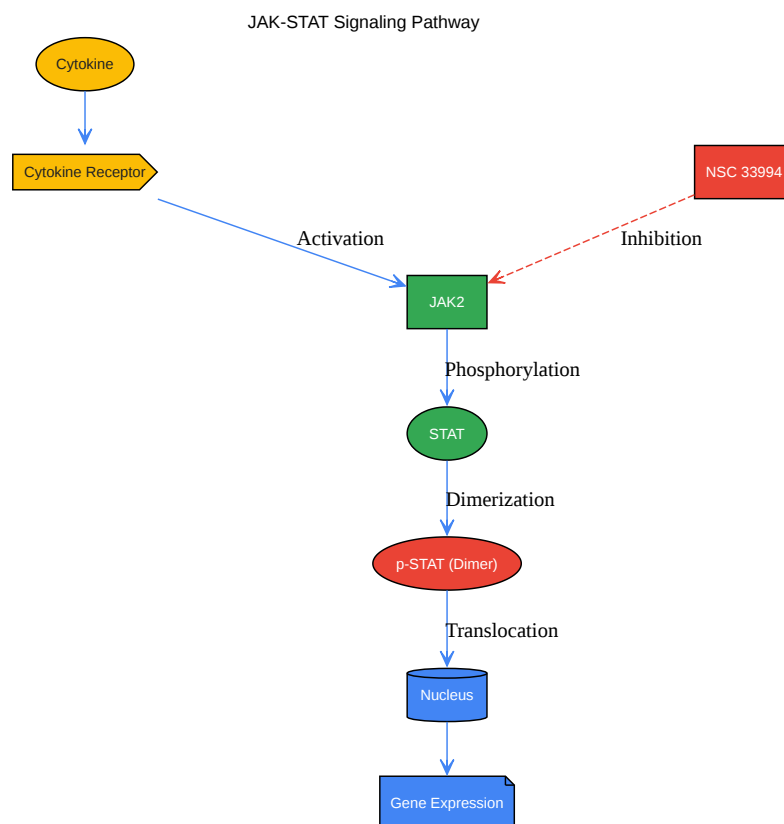 JAK-STAT Signaling Pathway
Cytokine
Cytokine Receptor
NSC 33994
Activation
Inhibition
JAK2
Phosphorylation
STAT
Dimerization
p-STAT (Dimer)
Translocation
Nucleus
Gene Expression